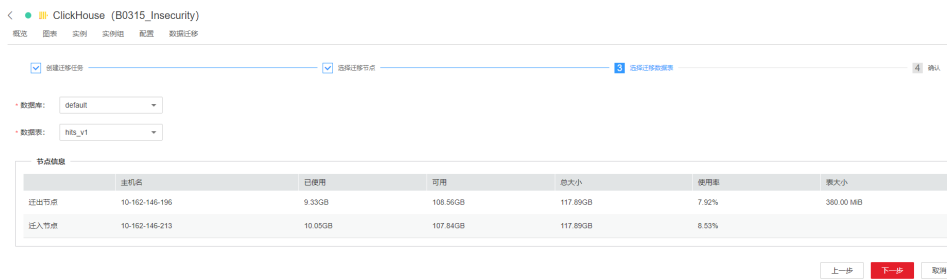 ClickHouse (B0315_Insecurity)
概览 图表 实例 实例组 配置 数据迁移
创建迁移任务 选择迁移节点 3 选择迁移数据表 4 确认
* 数据库： default
* 数据表： hits_v1
节点信息
主机名 已使用 可用 总大小 使用率 表大小
迁出节点 10-162-146-196 9.33GB 108.56GB 117.89GB 7.92% 380.00 MiB
迁入节点 10-162-146-213 10.05GB 107.84GB 117.89GB 8.53%
上一步 下一步 取消